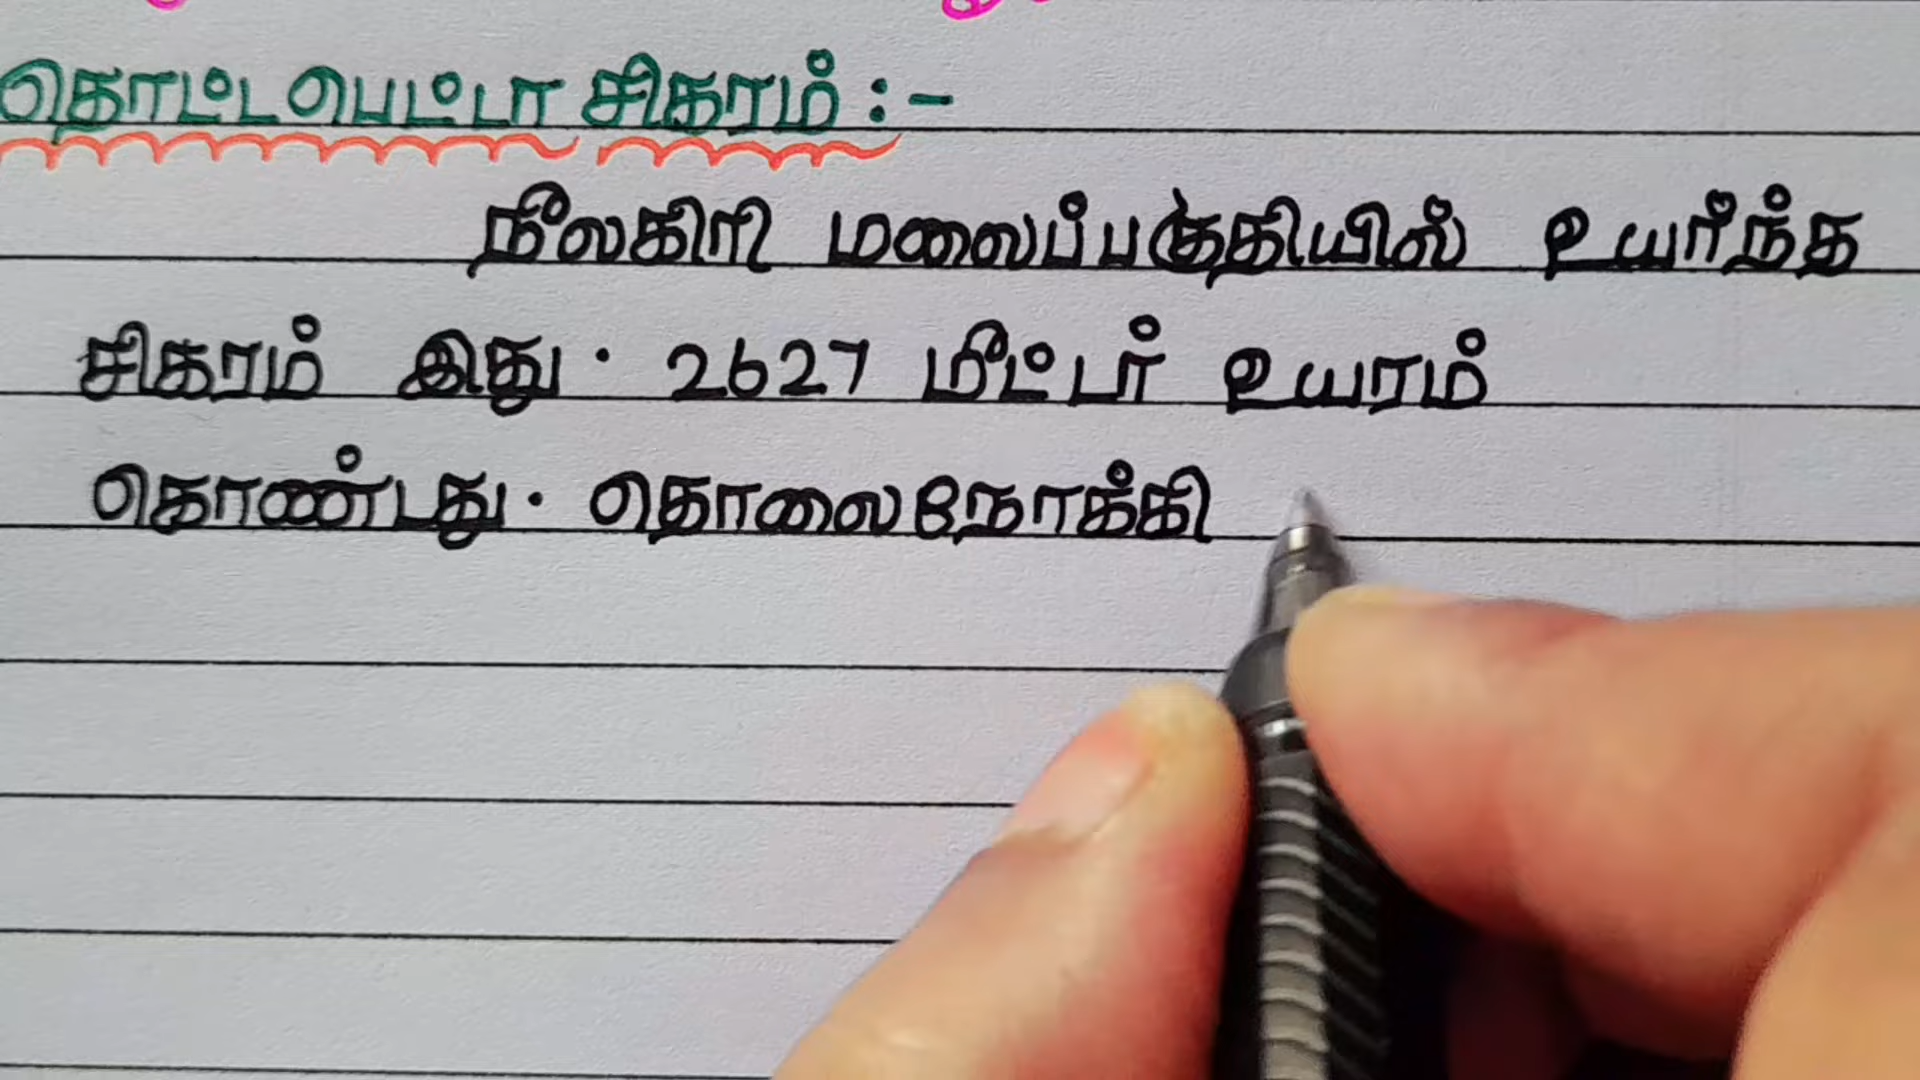 தொட்டபெட்டா சிகரம் :-
நீலகிரி மலைப்பகுதியில் உயர்ந்த
சிகரம் இது. 2627 மீட்டர் உயரம்
கொண்டது. தொலைநோக்கி